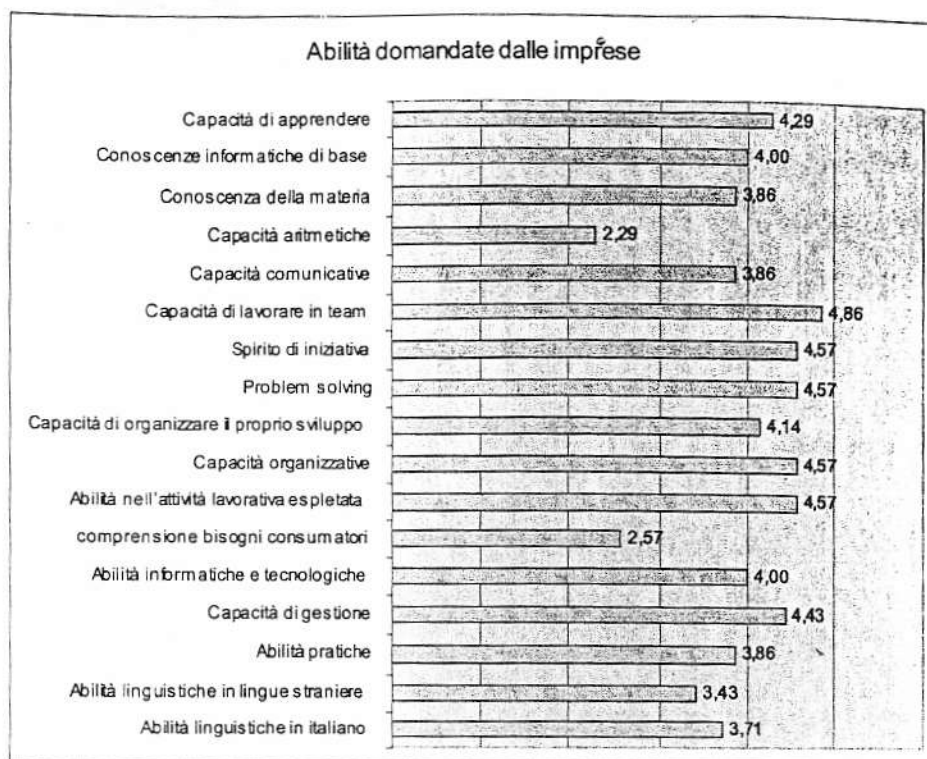 Abilità domandate dalle imprese
Capacità di apprendere 4,29
Conoscenze informatiche di base 4,00
Conoscenza della materia 3,86
Capacità aritmetiche 2,29
Capacità comunicative 3,86
Capacità di lavorare in team 4,86
Spirito di iniziativa 4,57
Problem solving 4,57
Capacità di organizzare il proprio sviluppo 4,14
Capacità organizzative 4,57
Abilità nell'attività lavorativa espletata 4,57
comprensione bisogni consumatori 2,57
Abilità informatiche e tecnologiche 4,00
Capacità di gestione 4,43
Abilità pratiche 3,86
Abilità linguistiche in lingue straniere 3,43
Abilità linguistiche in italiano 3,71